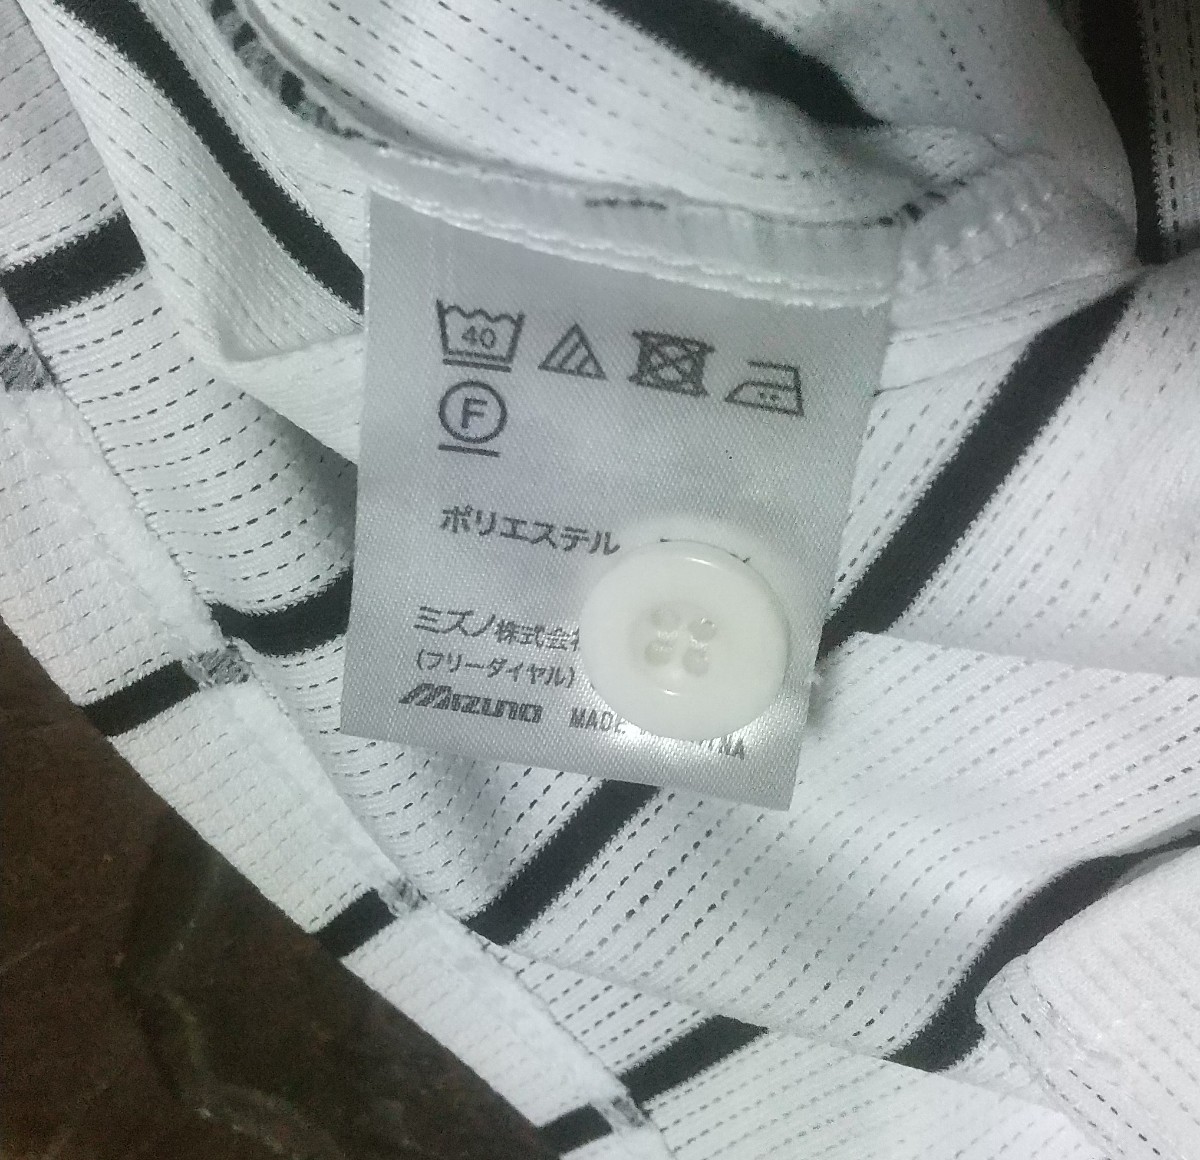 40
F
ポリエステル
ミズノ株式会
(フリーダイヤル)
MIZUNO MADE